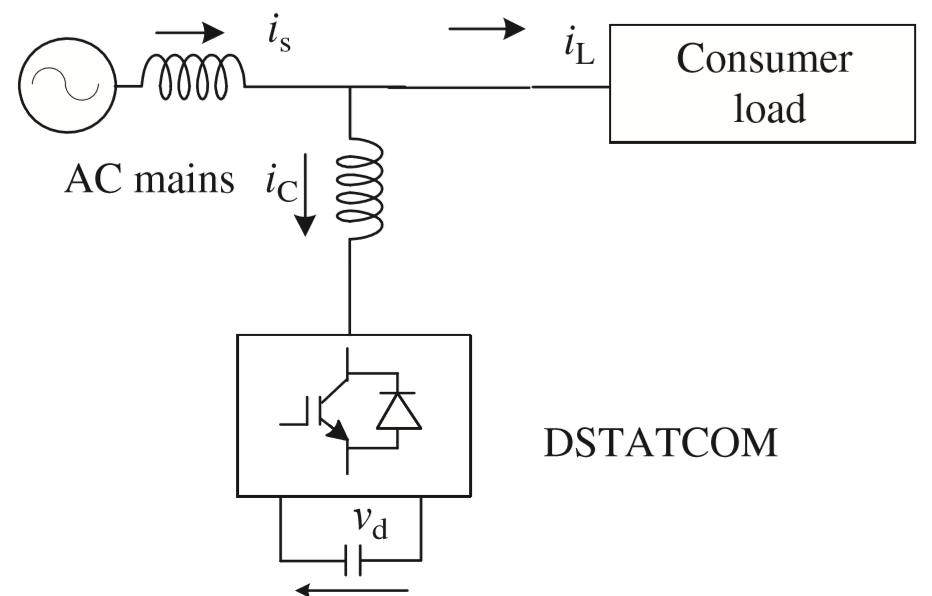 i_s
i_L
Consumer
load
AC mains
i_C
DSTATCOM
v_d